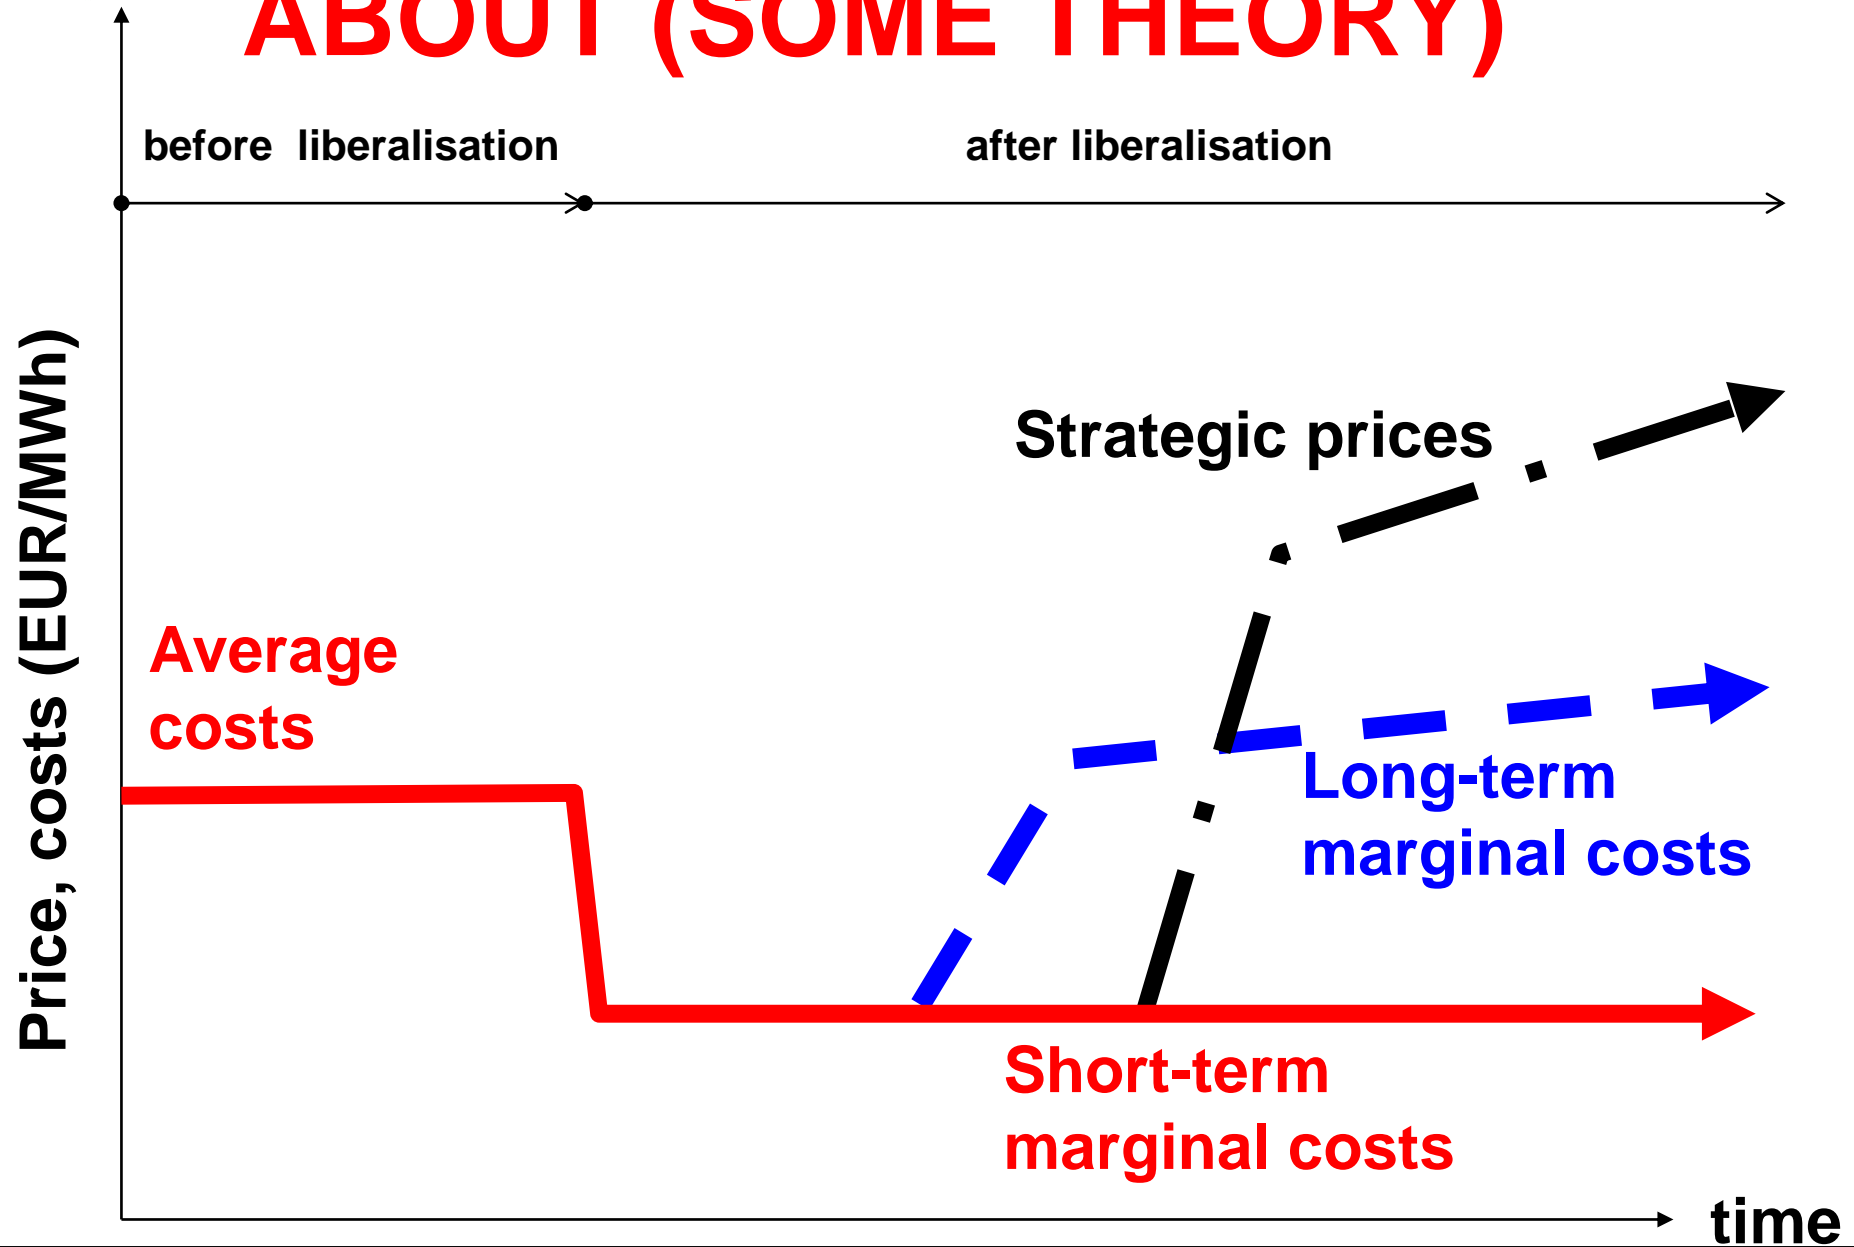 ABOUT (SOME THEORY)
before liberalisation
after liberalisation
Price, costs (EUR/MWh)
Strategic prices
Average
costs
Long-term
marginal costs
Short-term
marginal costs
time